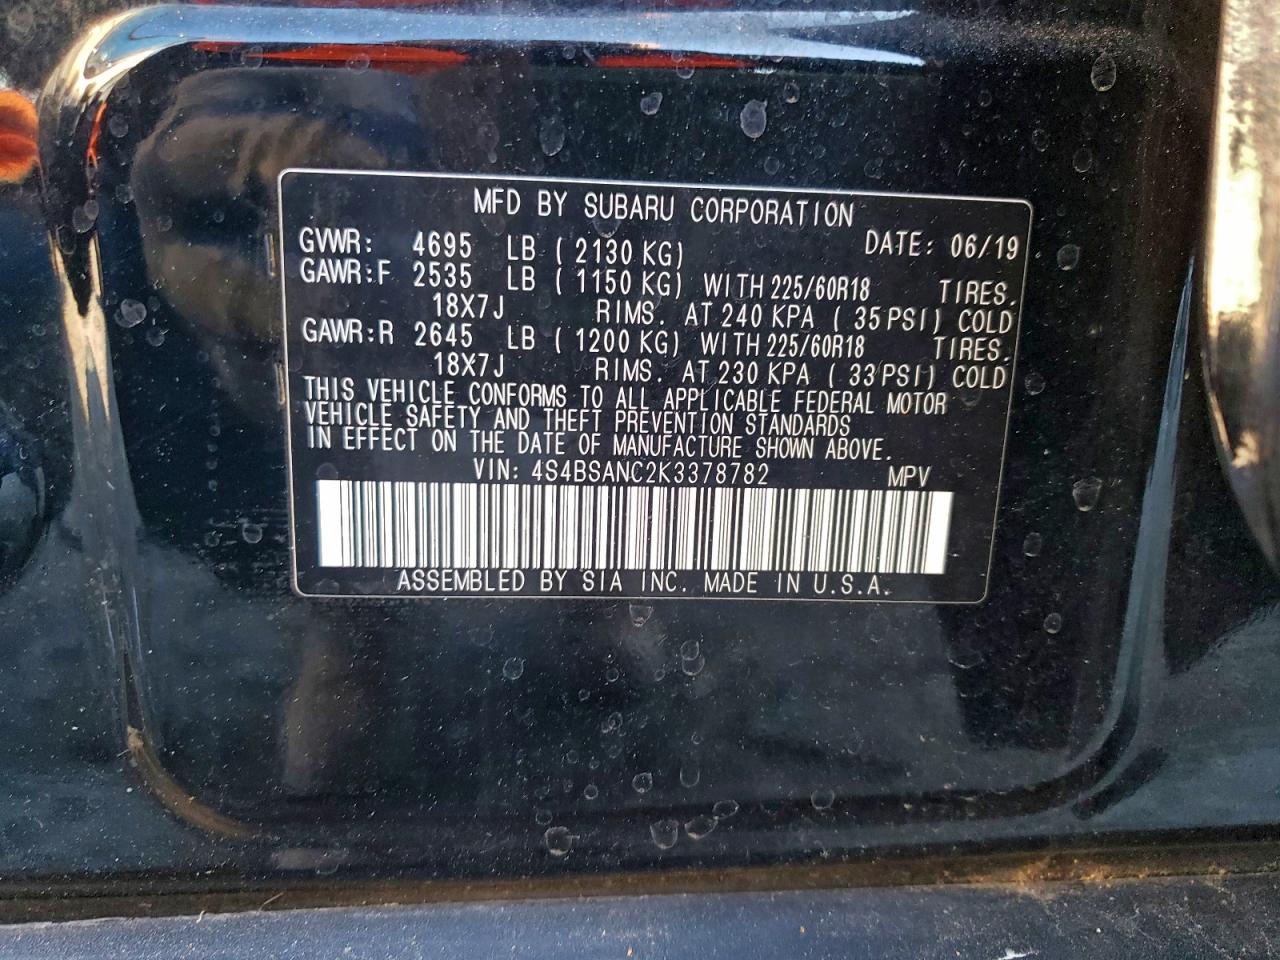 MFD BY SUBARU CORPORATION
GVWR: 4695 LB ( 2130 KG) DATE: 06/19
GAWR:F 2535 LB ( 1150 KG) WITH 225/60R18 TIRES.
18X7J RIMS. AT 240 KPA ( 35 PSI) COLD
GAWR:R 2645 LB ( 1200 KG) WITH 225/60R18 TIRES.
18X7J RIMS. AT 230 KPA ( 33 PSI) COLD
THIS VEHICLE CONFORMS TO ALL APPLICABLE FEDERAL MOTOR
VEHICLE SAFETY AND THEFT PREVENTION STANDARDS
IN EFFECT ON THE DATE OF MANUFACTURE SHOWN ABOVE.
VIN: 4S4BSANC2K3378782 MPV
ASSEMBLED BY SIA INC. MADE IN U.S.A.